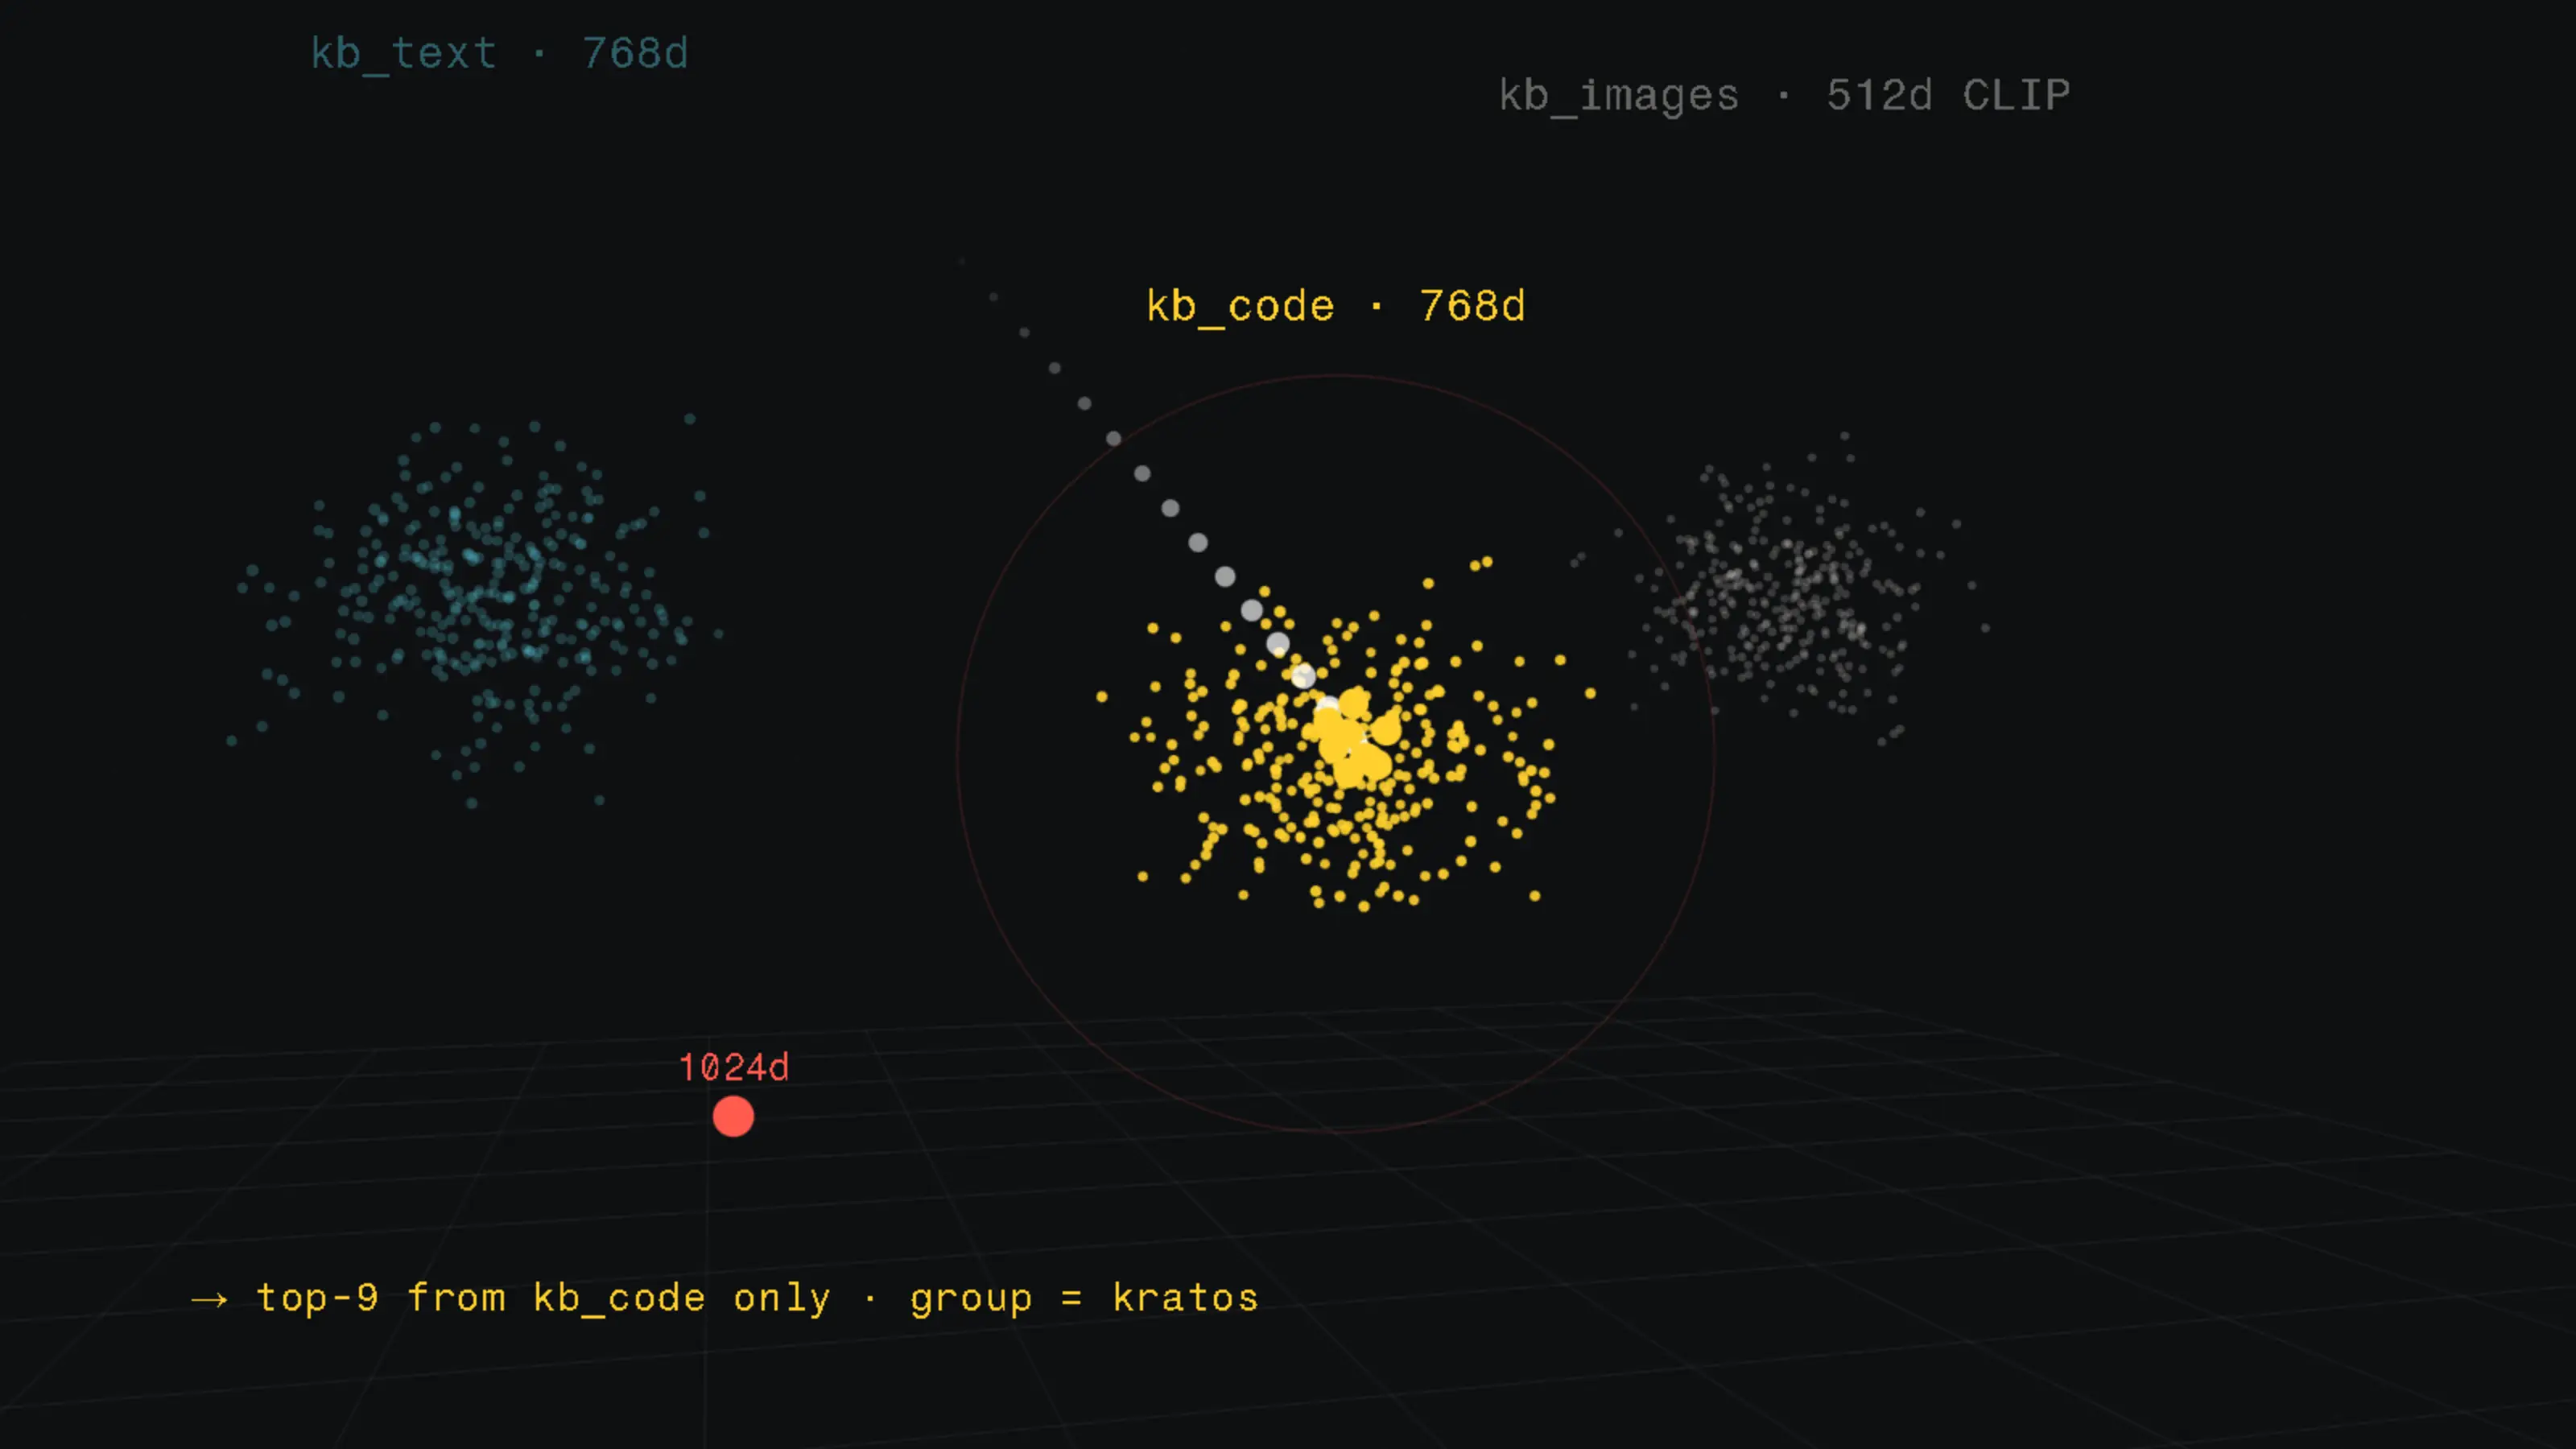 kb_text · 768d
kb_images · 512d CLIP
kb_code · 768d
1024d
→ top-9 from kb_code only · group = kratos